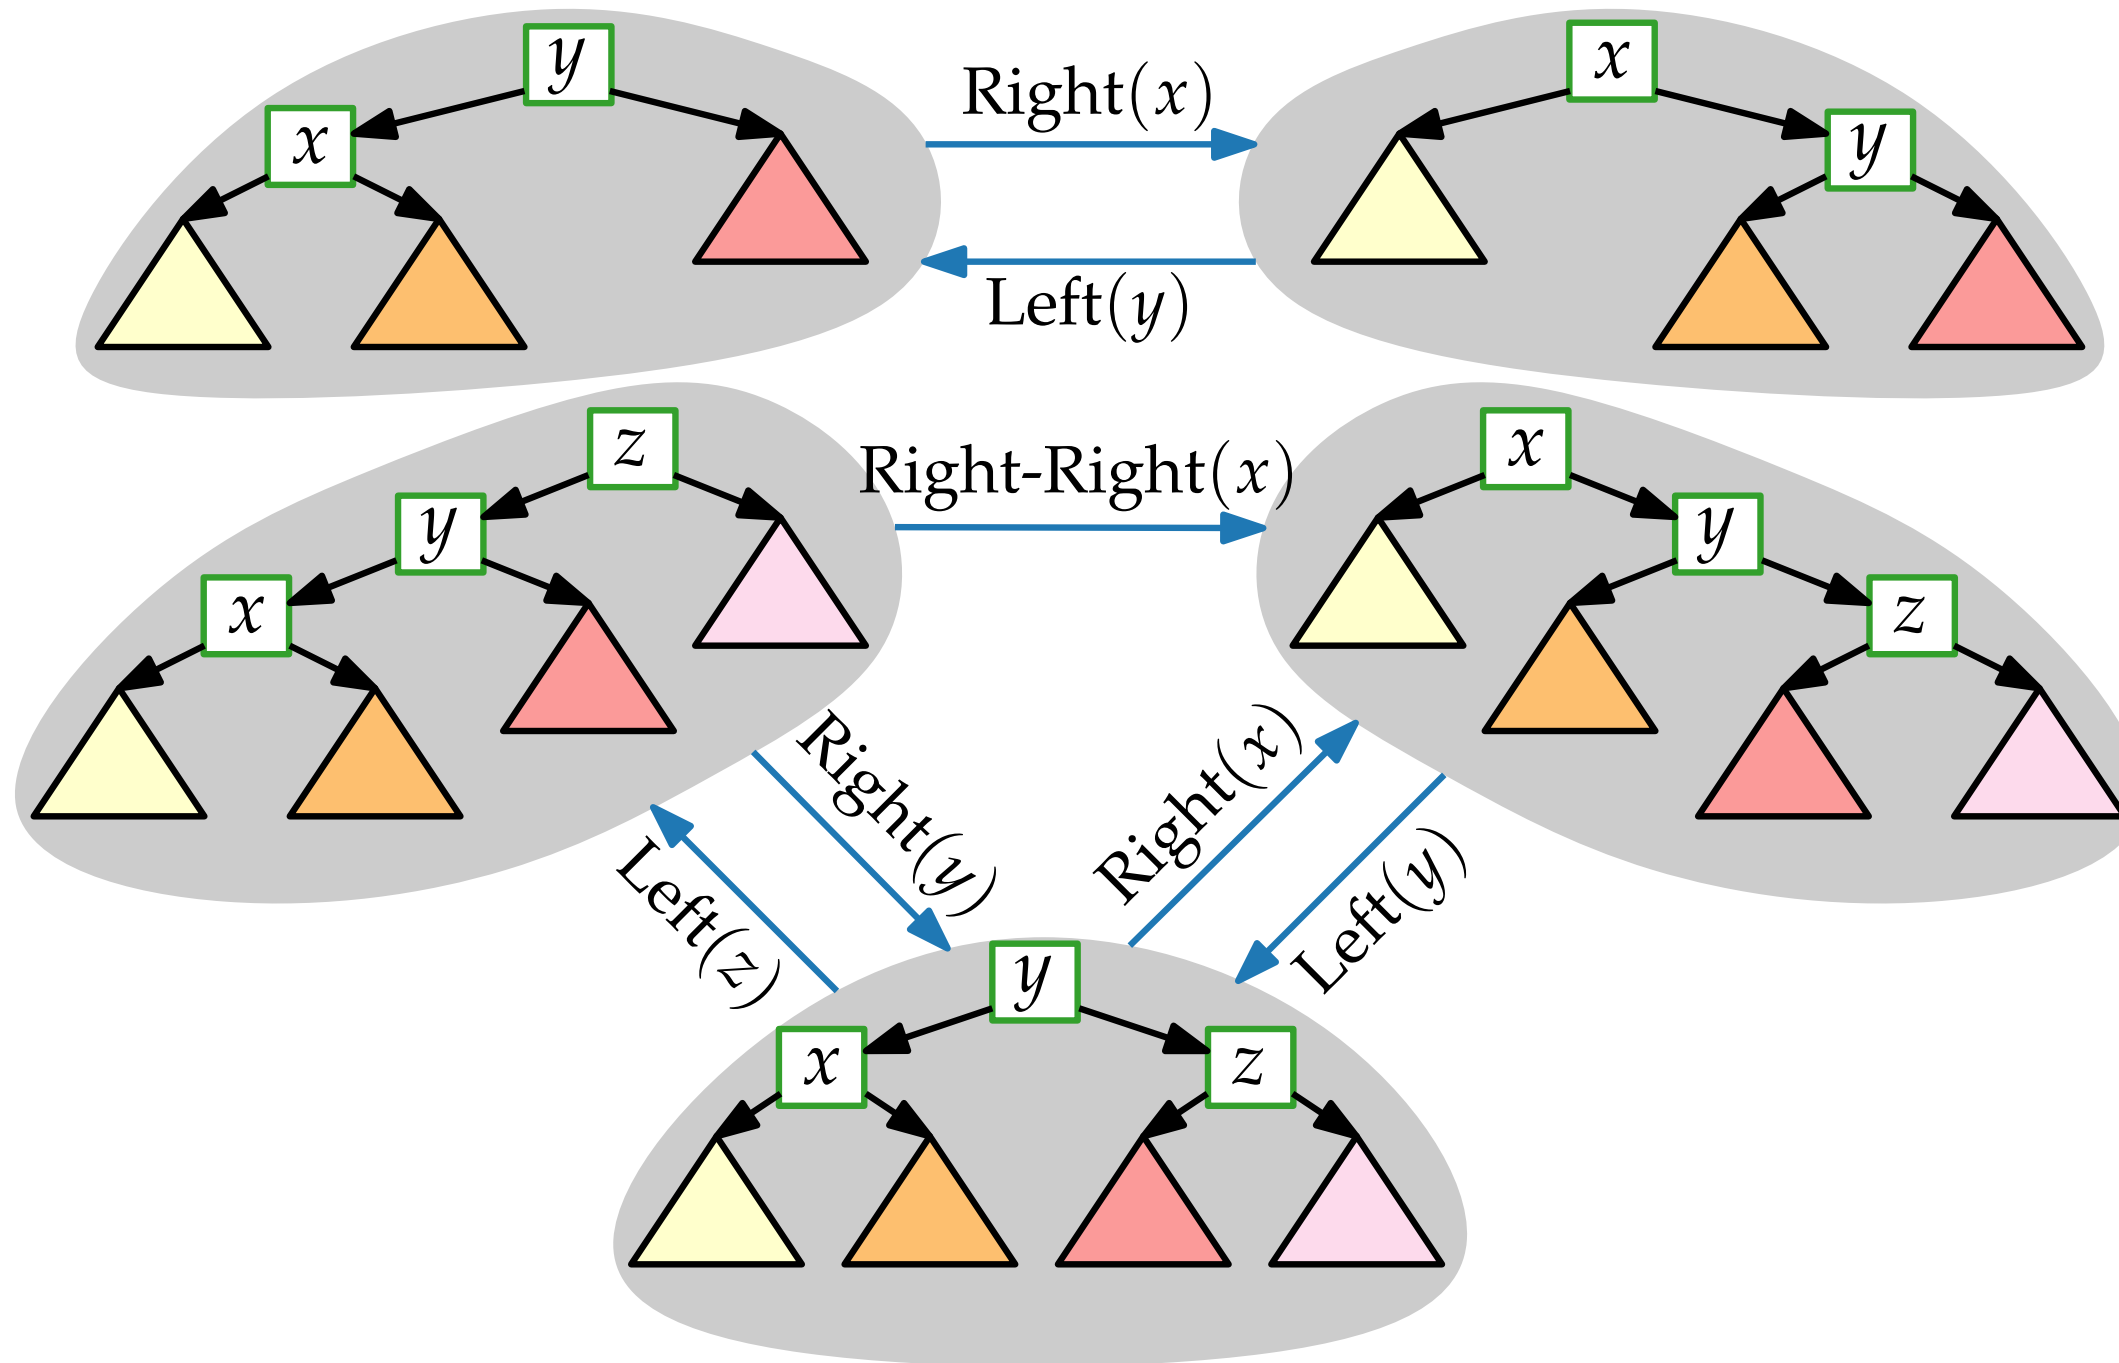 y
x
Right(x)
Left(y)
x
y
z
y
x
Right-Right(x)
x
y
z
Right(y)
Left(z)
Right(x)
Left(y)
y
x
z